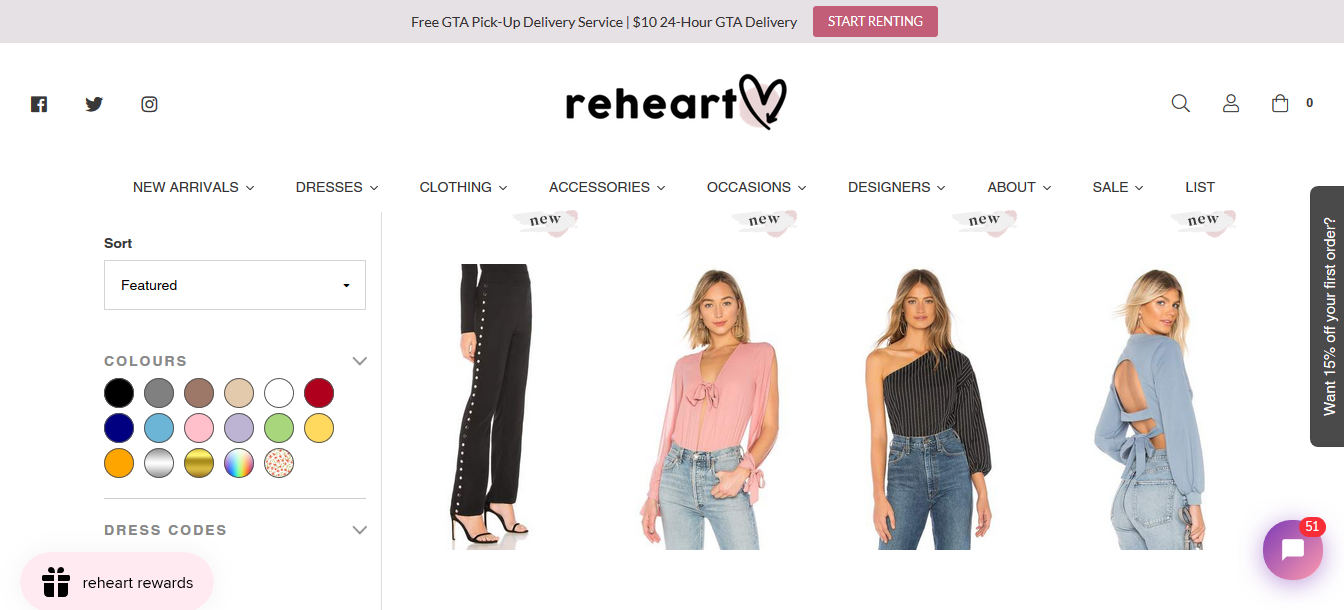 Free GTA Pick-Up Delivery Service | $10 24-Hour GTA Delivery START RENTING
reheart
0
NEW ARRIVALS DRESSES CLOTHING ACCESSORIES OCCASIONS DESIGNERS ABOUT SALE LIST
new new new new
Sort
Featured
COLOURS
DRESS CODES
reheart rewards
Want 15% off your first order?
51